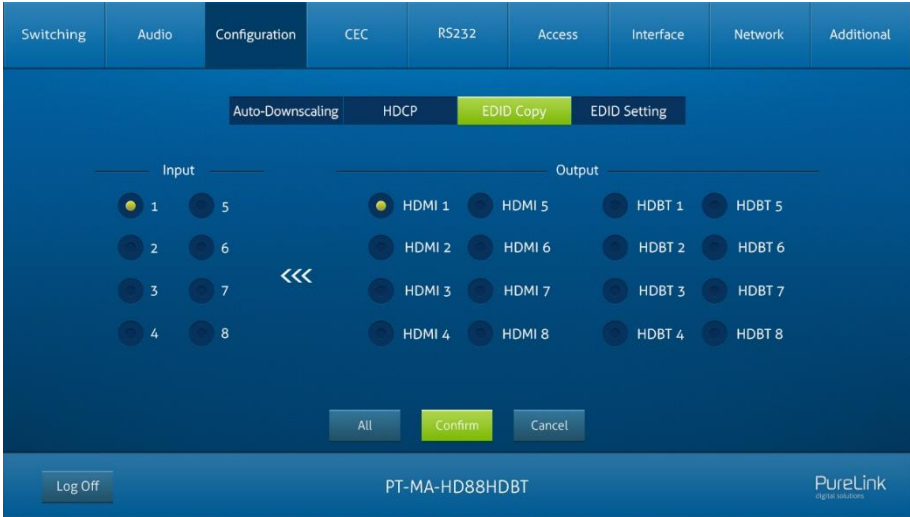 Switching Audio Configuration CEC RS232 Access Interface Network Additional
Auto-Downscaling HDCP EDID Copy EDID Setting
Input Output
1 5 HDMI 1 HDMI 5 HDBT 1 HDBT 5
2 6 HDMI 2 HDMI 6 HDBT 2 HDBT 6
<<<
3 7 HDMI 3 HDMI 7 HDBT 3 HDBT 7
4 8 HDMI 4 HDMI 8 HDBT 4 HDBT 8
All Confirm Cancel
Log Off PT-MA-HD88HDBT PureLink
digital solutions